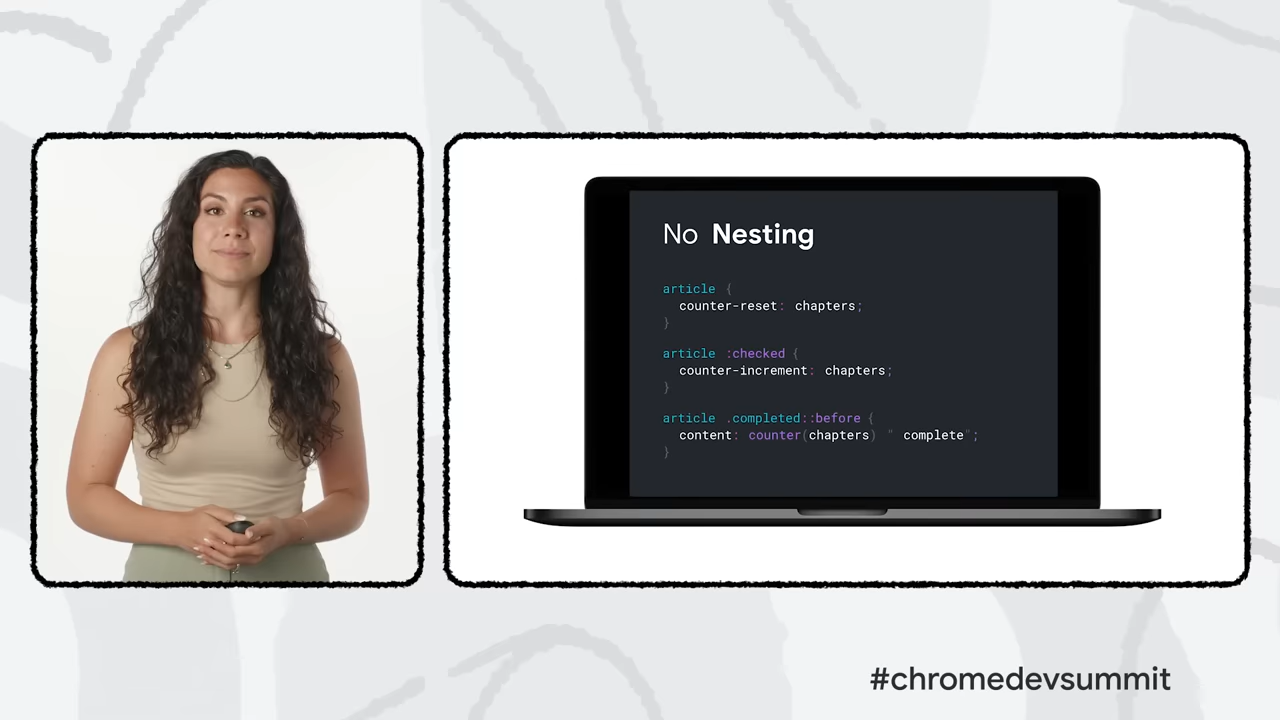 No Nesting
article {
counter-reset: chapters;
}
article :checked {
counter-increment: chapters;
}
article .completed::before {
content: counter(chapters) " complete";
}
#chromedevsummit